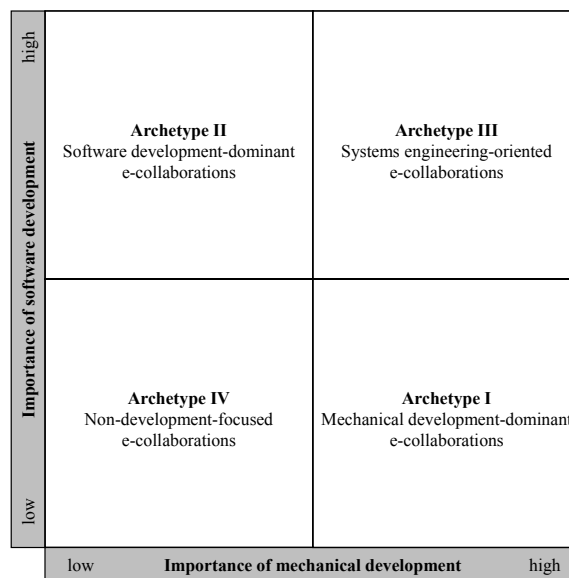 high
Importance of software development
low
Archetype II
Software development-dominant
e-collaborations
Archetype III
Systems engineering-oriented
e-collaborations
Archetype IV
Non-development-focused
e-collaborations
Archetype I
Mechanical development-dominant
e-collaborations
low Importance of mechanical development high